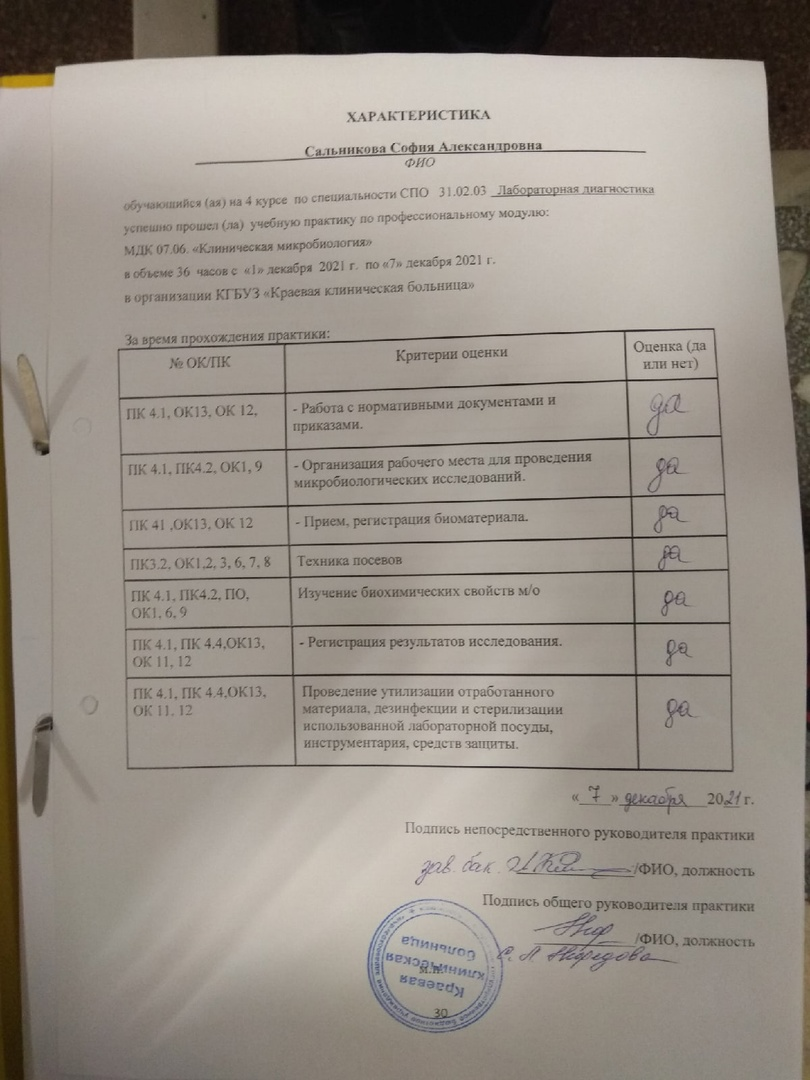 ХАРАКТЕРИСТИКА
Сальникова София Александровна
ФИО
обучающийся (ая) на 4 курсе по специальности СПО 31.02.03 Лабораторная диагностика
успешно прошел (ла) учебную практику по профессиональному модулю:
МДК 07.06. «Клиническая микробиология»
в объеме 36 часов с «1» декабря 2021 г. по «7» декабря 2021 г.
в организации КГБУЗ «Краевая клиническая больница»
За время прохождения практики:
№ ОК/ПК
Критерии оценки
Оценка (да
или нет)
ПК 4.1, ОК13, ОК 12,
- Работа с нормативными документами и
приказами.
да
ПК 4.1, ПК4.2, ОК1, 9
- Организация рабочего места для проведения
микробиологических исследований.
да
ПК 41 ,ОК13, ОК 12
- Прием, регистрация биоматериала.
да
ПК3.2, ОК1,2, 3, 6, 7, 8
Техника посевов
да
ПК 4.1, ПК4.2, ПО,
ОК1, 6, 9
Изучение биохимических свойств м/о
да
ПК 4.1, ПК 4.4,ОК13,
ОК 11, 12
- Регистрация результатов исследования.
да
ПК 4.1, ПК 4.4,ОК13,
ОК 11, 12
Проведение утилизации отработанного
материала, дезинфекции и стерилизации
использованной лабораторной посуды,
инструментария, средств защиты.
да
« 7 » декабря 2021 г.
Подпись непосредственного руководителя практики
зав. бак. /ФИО, должность
Подпись общего руководителя практики
/ФИО, должность
С. Л.
М.П.
Краевая
клиническая
больница
30